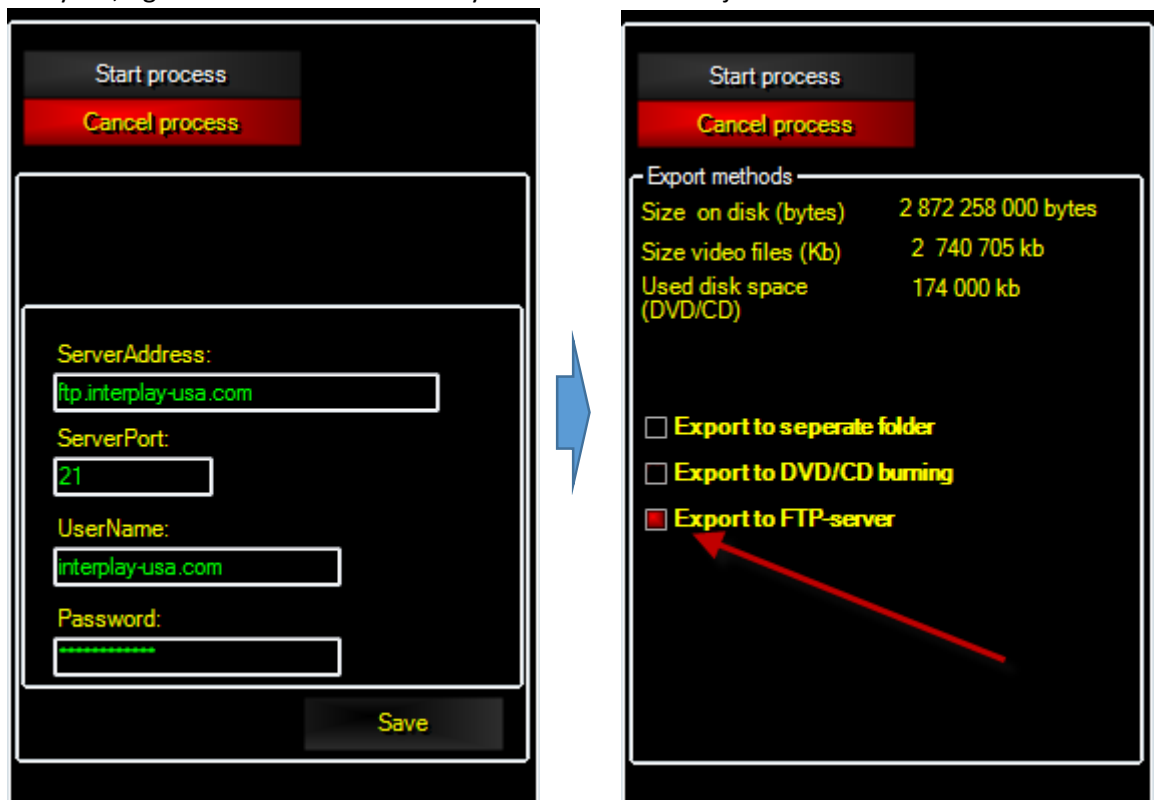 Start process
Cancel process
ServerAddress:
ftp.interplay-usa.com
ServerPort:
21
UserName:
interplay-usa.com
Password:
*************
Save
Start process
Cancel process
Export methods
Size on disk (bytes) 2 872 258 000 bytes
Size video files (Kb) 2 740 705 kb
Used disk space 174 000 kb
(DVD/CD)
Export to seperate folder
Export to DVD/CD burning
Export to FTP-server